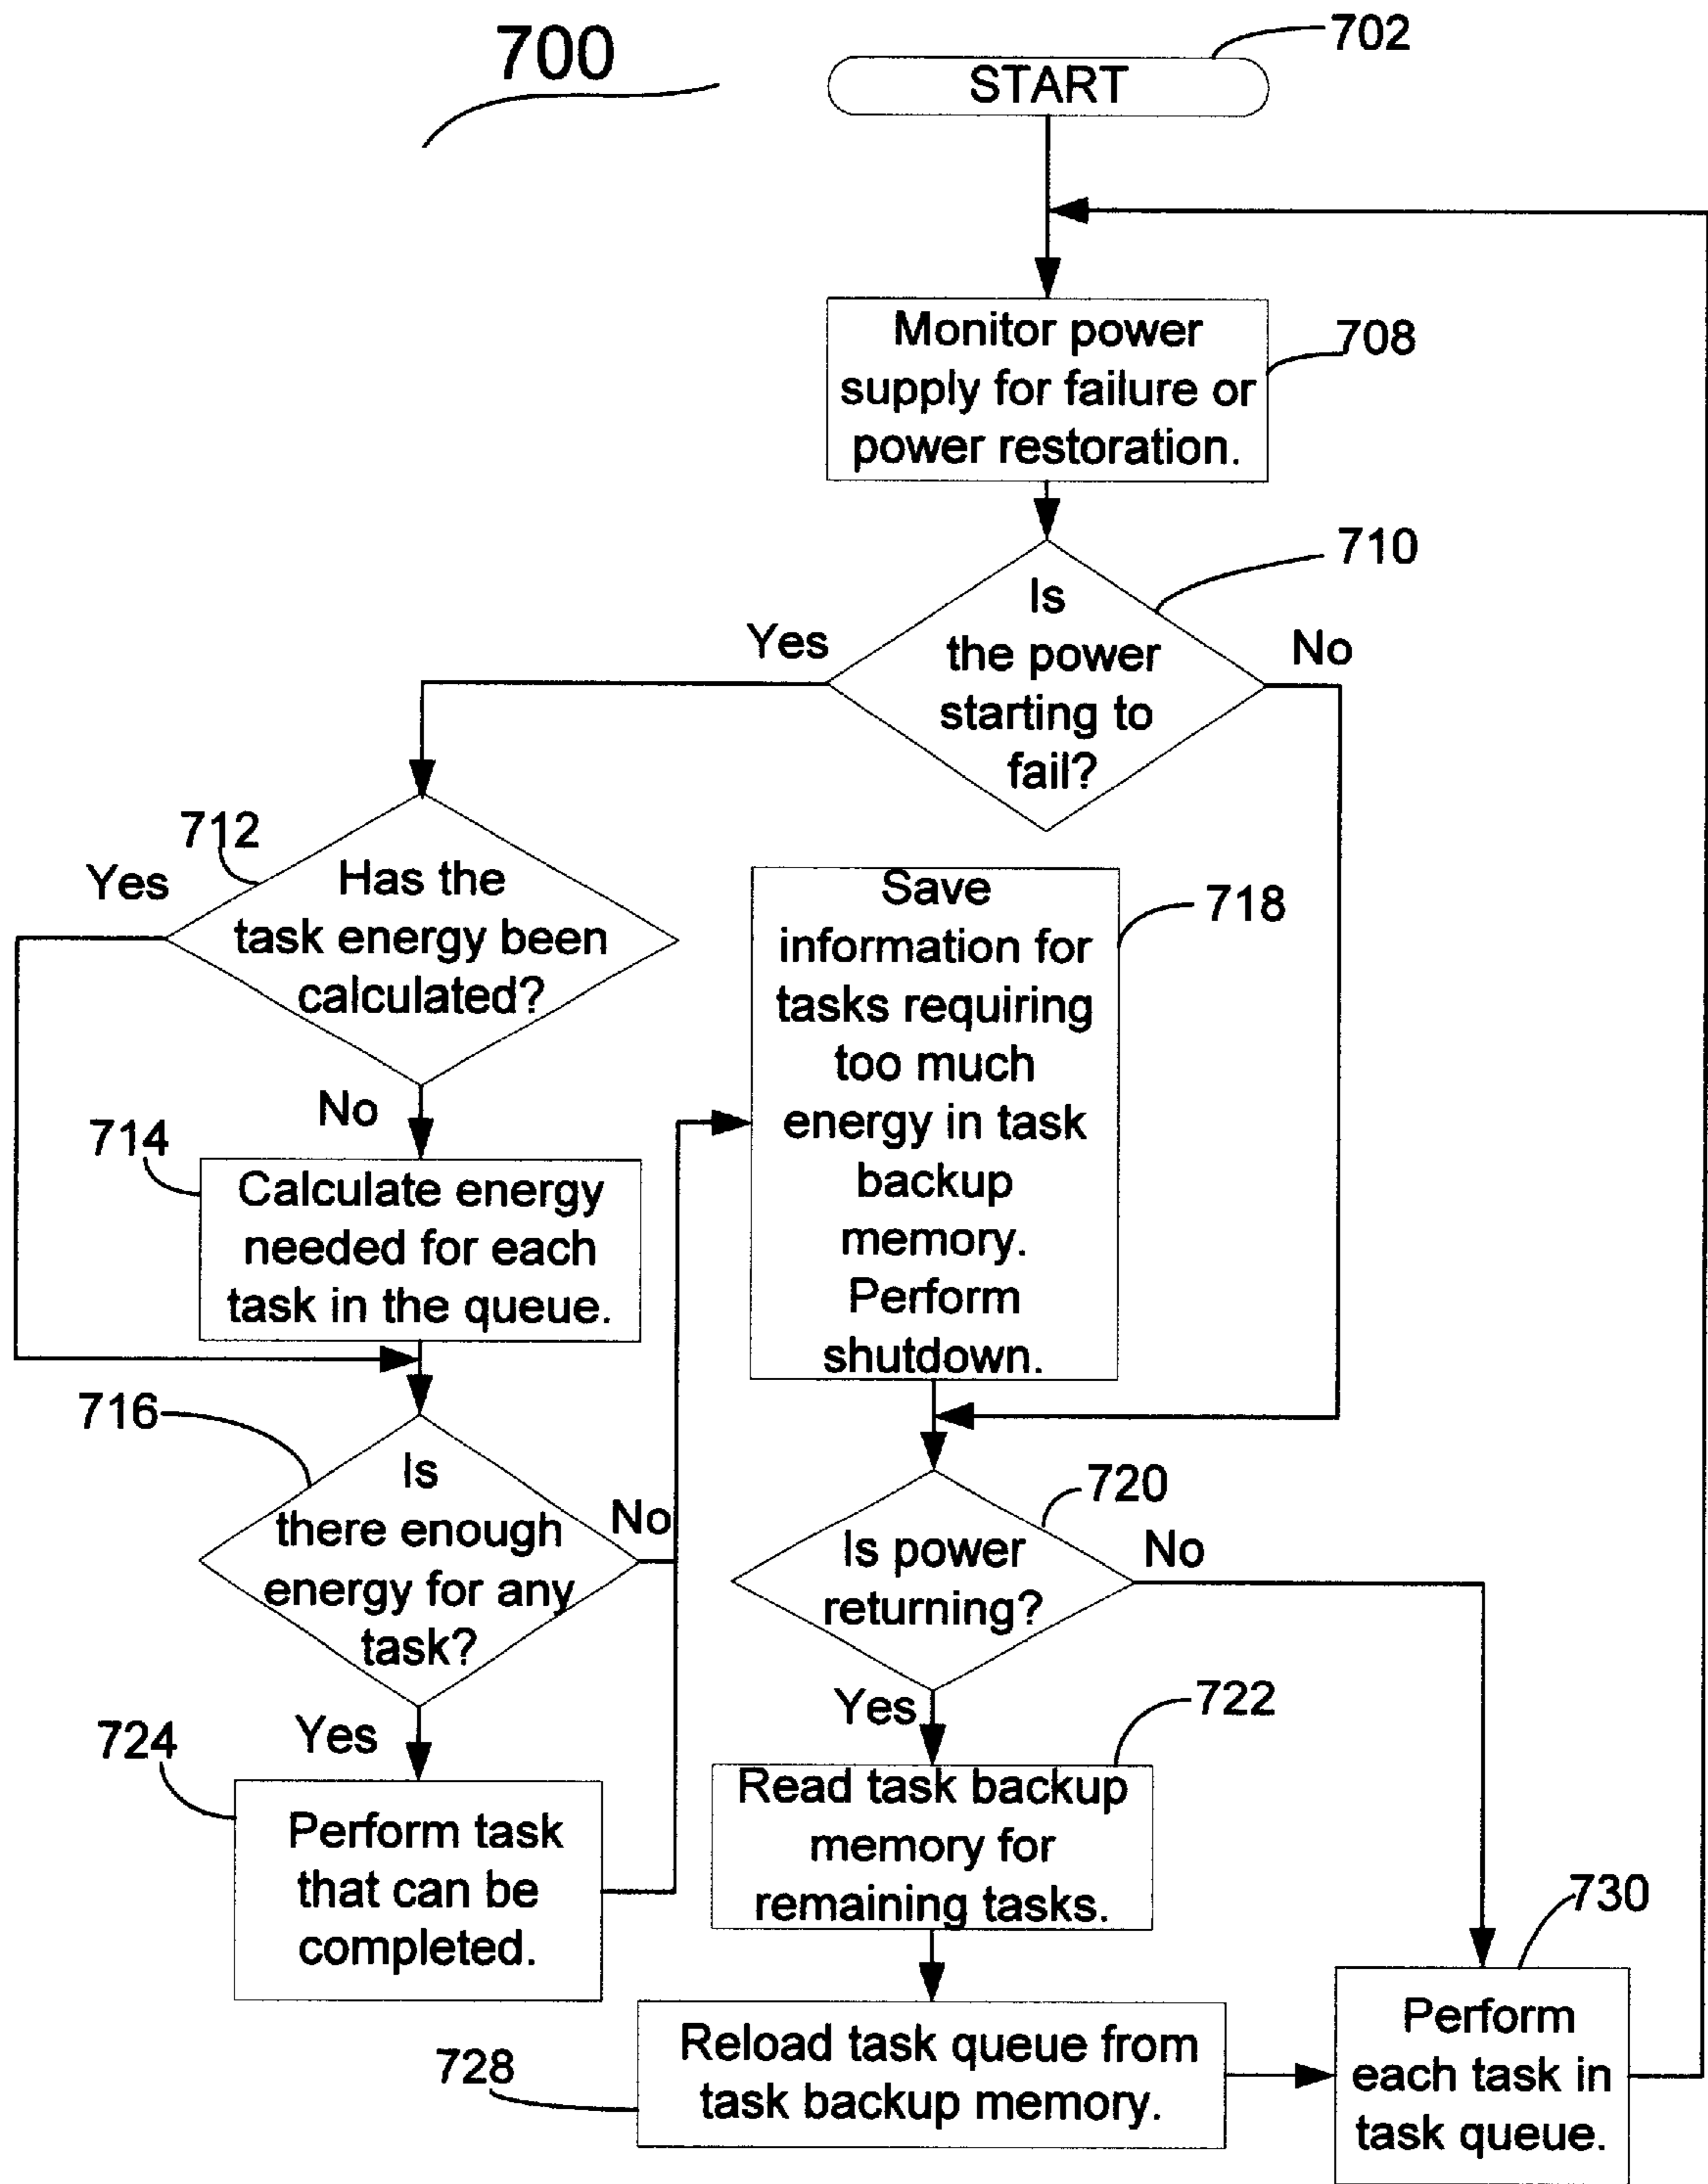 700
702
START
Monitor power
supply for failure or
power restoration.
708
710
Is
the power
starting to
fail?
Yes
No
712
Yes
Has the
task energy been
calculated?
No
714
Calculate energy
needed for each
task in the queue.
716
Is
there enough
energy for any
task?
No
Yes
724
Perform task
that can be
completed.
Save
information for
tasks requiring
too much
energy in task
backup
memory.
Perform
shutdown.
718
720
Is power
returning?
No
Yes
722
Read task backup
memory for
remaining tasks.
728
Reload task queue from
task backup memory.
730
Perform
each task in
task queue.